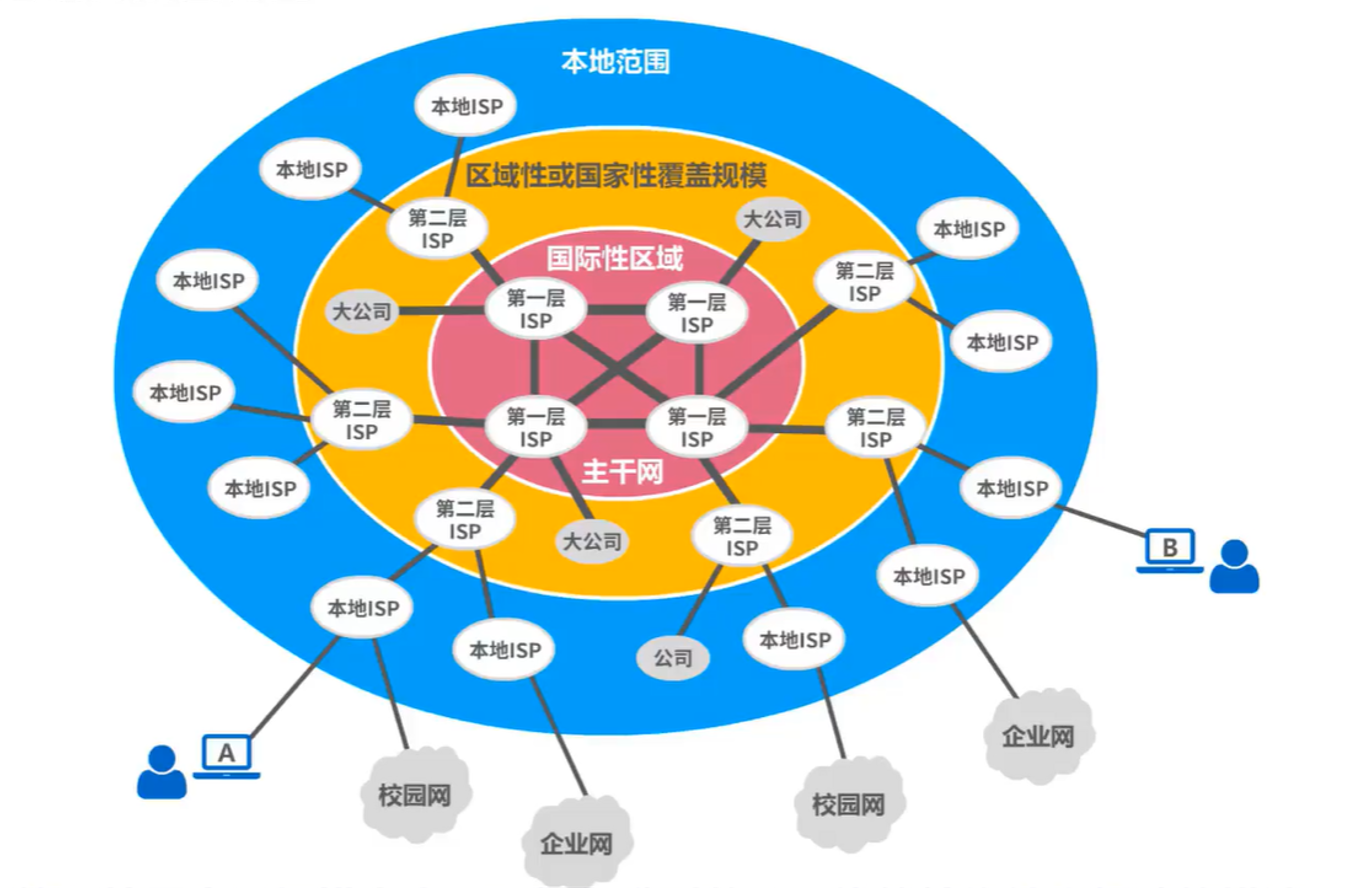 本地范围
本地ISP
本地ISP
区域性或国家性覆盖规模
第二层
ISP
大公司
本地ISP
国际性区域
第二层
ISP
本地ISP
大公司
第一层
ISP
第一层
ISP
本地ISP
本地ISP
第二层
ISP
第一层
ISP
第一层
ISP
第二层
ISP
主干网
本地ISP
本地ISP
第二层
ISP
大公司
第二层
ISP
B
本地ISP
本地ISP
本地ISP
公司
本地ISP
A
企业网
校园网
校园网
企业网